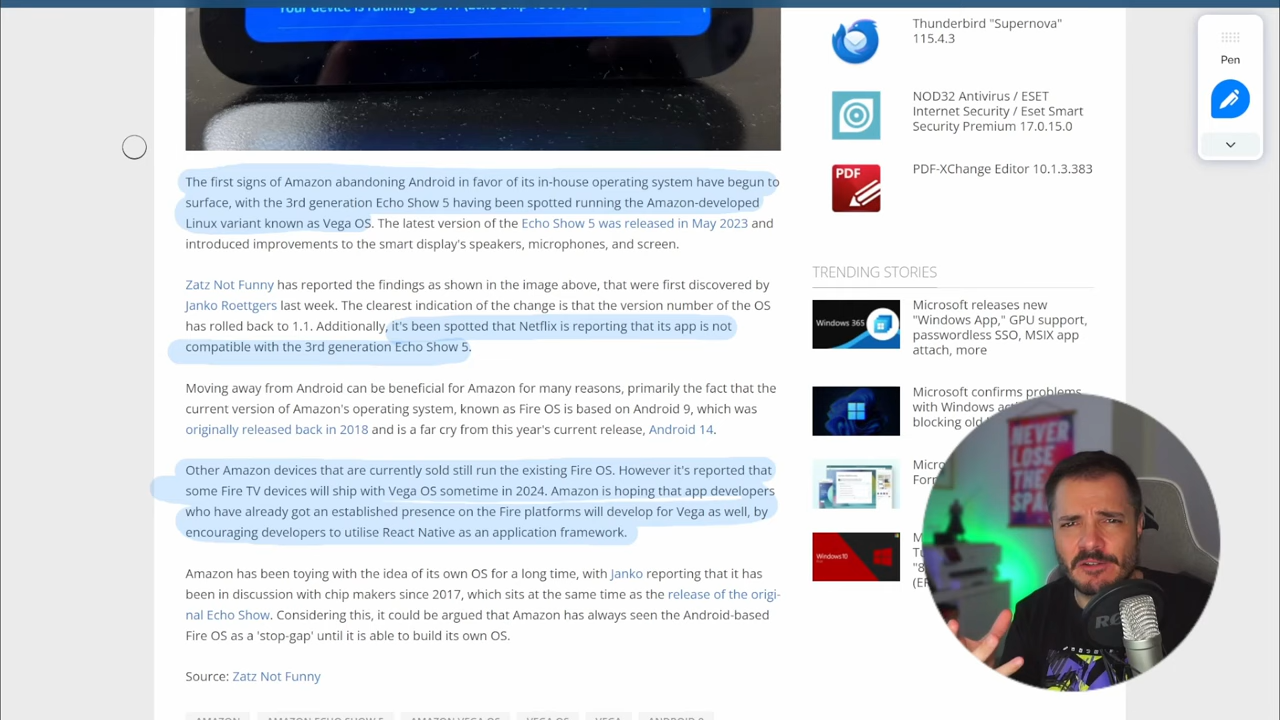 The first signs of Amazon abandoning Android in favor of its in-house operating system have begun to
surface, with the 3rd generation Echo Show 5 having been spotted running the Amazon-developed
Linux variant known as Vega OS. The latest version of the Echo Show 5 was released in May 2023 and
introduced improvements to the smart display's speakers, microphones, and screen.
Zatz Not Funny has reported the findings as shown in the image above, that were first discovered by
Janko Roettgers last week. The clearest indication of the change is that the version number of the OS
has rolled back to 1.1. Additionally, it's been spotted that Netflix is reporting that its app is not
compatible with the 3rd generation Echo Show 5.
Moving away from Android can be beneficial for Amazon for many reasons, primarily the fact that the
current version of Amazon's operating system, known as Fire OS is based on Android 9, which was
originally released back in 2018 and is a far cry from this year's current release, Android 14.
Other Amazon devices that are currently sold still run the existing Fire OS. However it's reported that
some Fire TV devices will ship with Vega OS sometime in 2024. Amazon is hoping that app developers
who have already got an established presence on the Fire platforms will develop for Vega as well, by
encouraging developers to utilise React Native as an application framework.
Amazon has been toying with the idea of its own OS for a long time, with Janko reporting that it has
been in discussion with chip makers since 2017, which sits at the same time as the release of the origi-
nal Echo Show. Considering this, it could be argued that Amazon has always seen the Android-based
Fire OS as a 'stop-gap' until it is able to build its own OS.
Source: Zatz Not Funny
Thunderbird "Supernova"
115.4.3
NOD32 Antivirus / ESET
Internet Security / Eset Smart
Security Premium 17.0.15.0
PDF
PDF-XChange Editor 10.1.3.383
TRENDING STORIES
Windows 365
Microsoft releases new
"Windows App," GPU support,
passwordless SSO, MSIX app
attach, more
Microsoft confirms problems
with Windows
blocking old
Windows10
Pen
NEVER
LOSE
THE